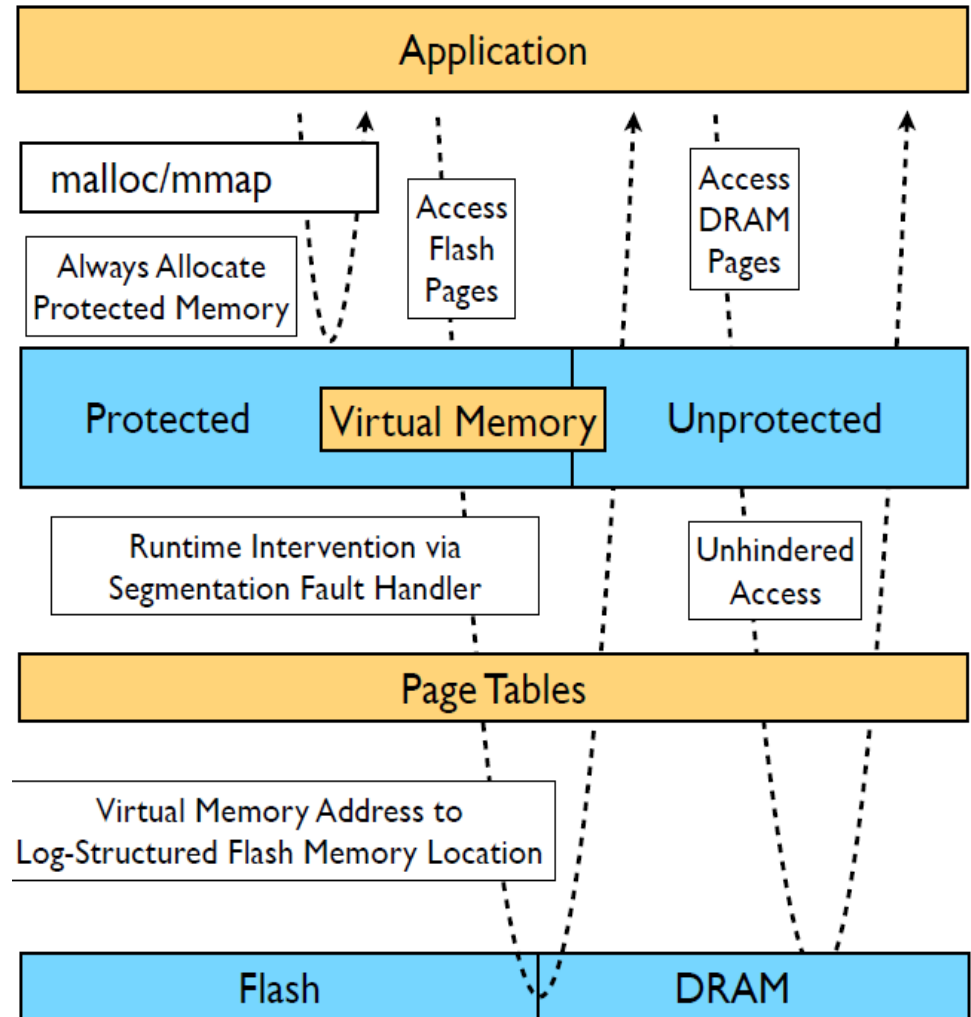 Application
malloc/mmap
Always Allocate
Protected Memory
Access
Flash
Pages
Access
DRAM
Pages
Protected
Virtual Memory
Unprotected
Runtime Intervention via
Segmentation Fault Handler
Unhindered
Access
Page Tables
Virtual Memory Address to
Log-Structured Flash Memory Location
Flash
DRAM